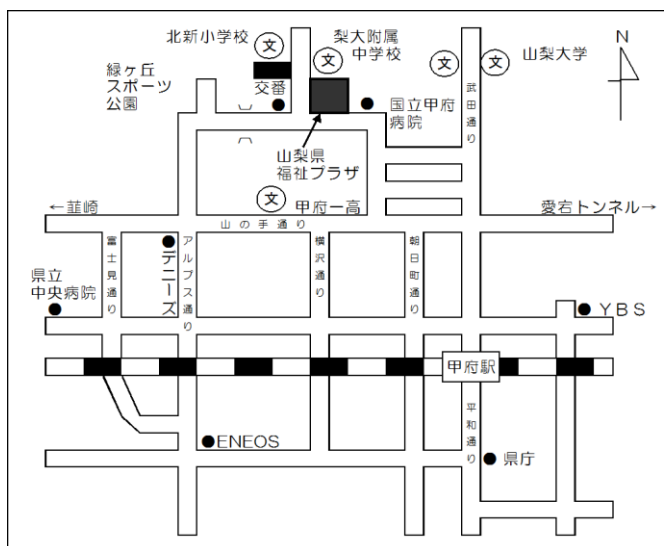 北新小学校
文
梨大附属
中学校
文
文
文
山梨大学
N
緑ヶ丘
スポーツ
公園
交番
国立甲府
病院
武田通り
山梨県
福祉プラザ
文
甲府一高
←韮崎
愛宕トンネル→
山の手通り
富士見通り
デニーズ
アルプス通り
横沢通り
朝日町通り
県立
中央病院
YBS
甲府駅
平和通り
ENEOS
県庁